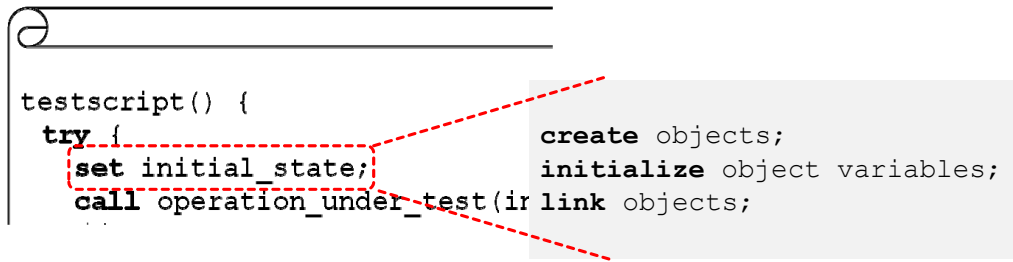 testscript() {
try {
set initial_state;
call operation_under_test(in
create objects;
initialize object variables;
link objects;